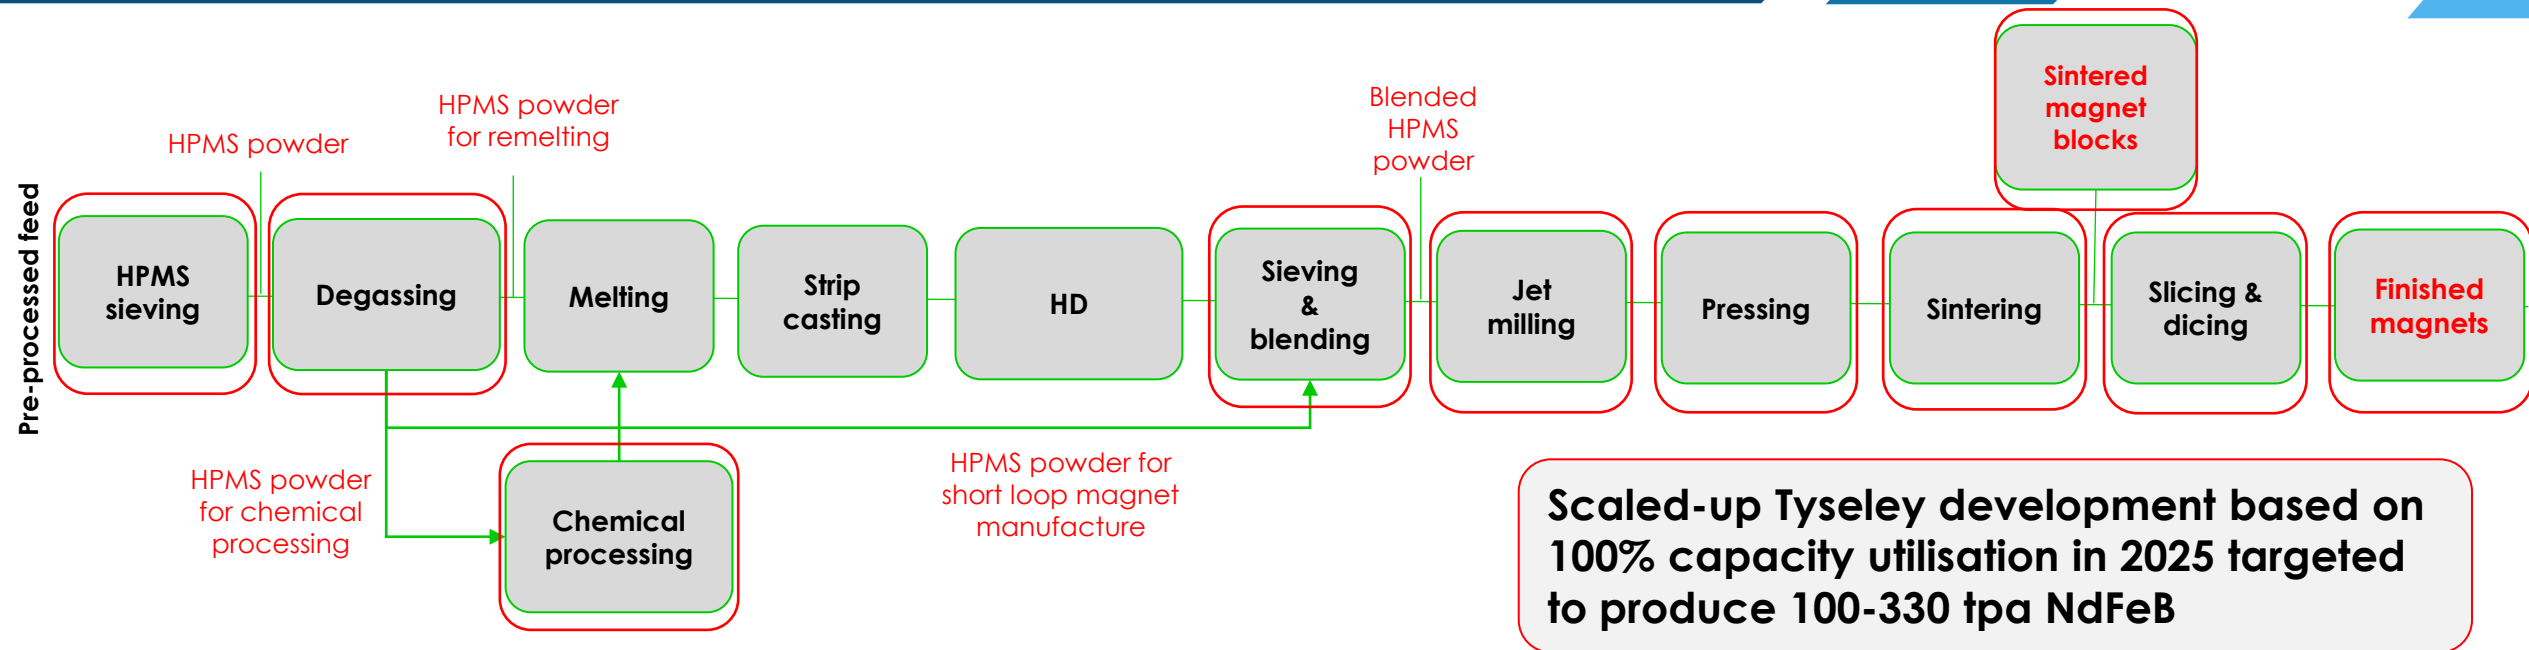 Pre-processed feed
HPMS
sieving
HPMS powder
Degassing
HPMS powder
for remelting
Melting
Strip
casting
HD
Sieving
&
blending
Blended
HPMS
powder
Jet
milling
Pressing
Sintering
Sintered
magnet
blocks
Slicing &
dicing
Finished
magnets
HPMS powder
for chemical
processing
Chemical
processing
HPMS powder for
short loop magnet
manufacture
Scaled-up Tyseley development based on
100% capacity utilisation in 2025 targeted
to produce 100-330 tpa NdFeB